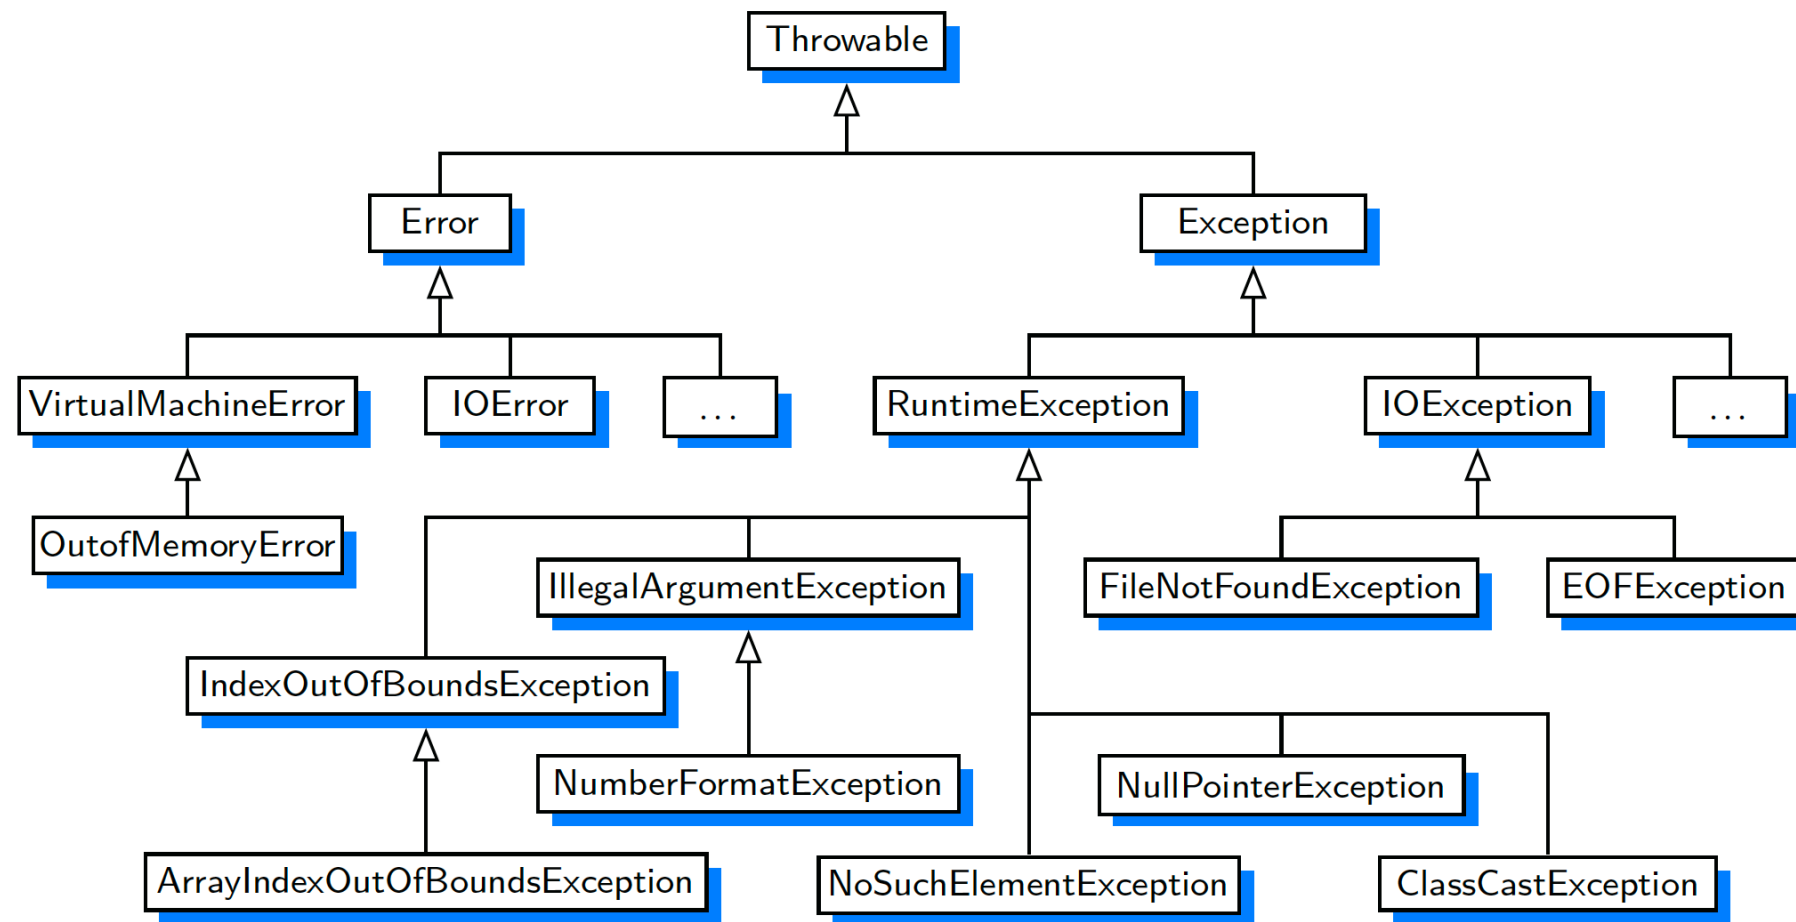 Throwable
Error
Exception
VirtualMachineError
IOError
...
RuntimeException
IOException
...
OutofMemoryError
IllegalArgumentException
FileNotFoundException
EOFException
IndexOutOfBoundsException
NumberFormatException
NullPointerException
ArrayIndexOutOfBoundsException
NoSuchElementException
ClassCastException